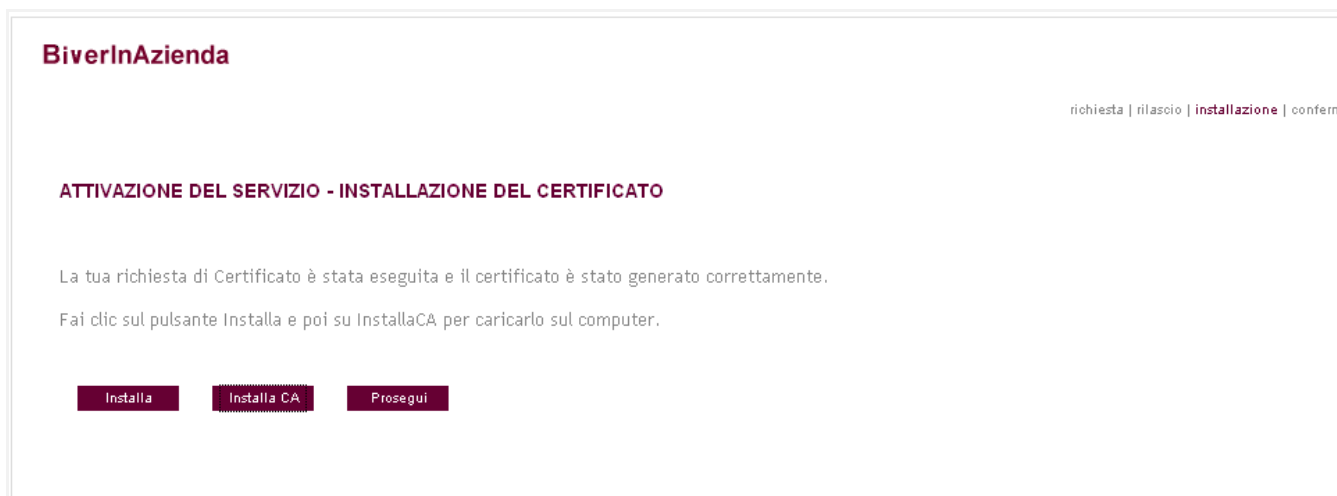 BiverInAzienda
richiesta | rilascio | installazione |
ATTIVAZIONE DEL SERVIZIO - INSTALLAZIONE DEL CERTIFICATO
La tua richiesta di Certificato è stata eseguita e il certificato è stato generato correttamente.
Fai clic sul pulsante Installa e poi su InstallaCA per caricarlo sul computer.
Installa Installa CA Prosegui